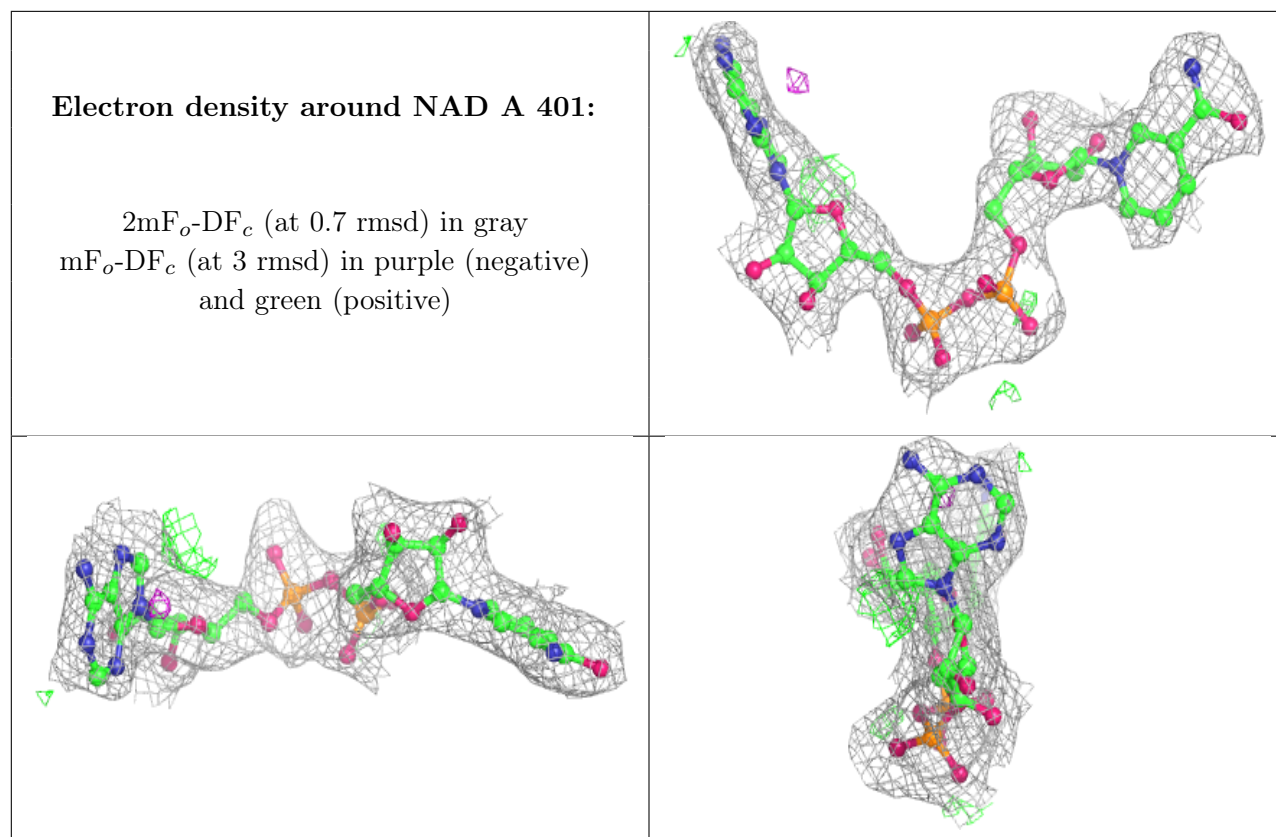 Electron density around NAD A 401:
2mFo-DFc (at 0.7 rmsd) in gray
mFo-DFc (at 3 rmsd) in purple (negative)
and green (positive)